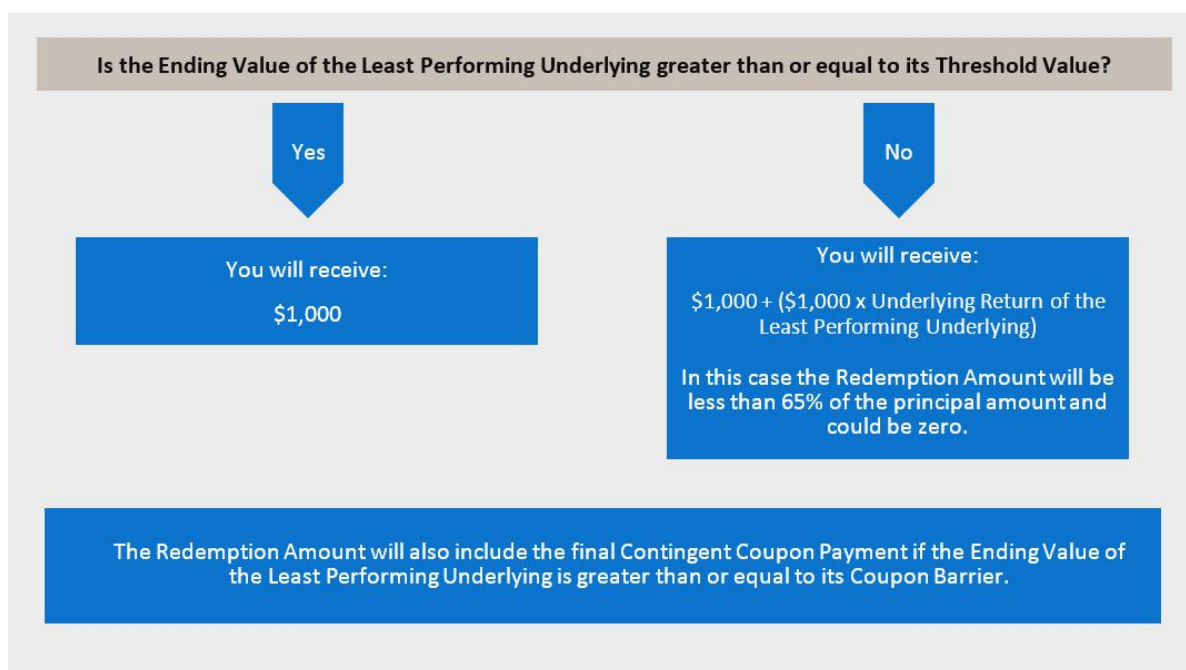 Is the Ending Value of the Least Performing Underlying greater than or equal to its Threshold Value?
Yes
No
You will receive:
$1,000
You will receive:
$1,000 + ($1,000 x Underlying Return of the
Least Performing Underlying)
In this case the Redemption Amount will be
less than 65% of the principal amount and
could be zero.
The Redemption Amount will also include the final Contingent Coupon Payment if the Ending Value of
the Least Performing Underlying is greater than or equal to its Coupon Barrier.